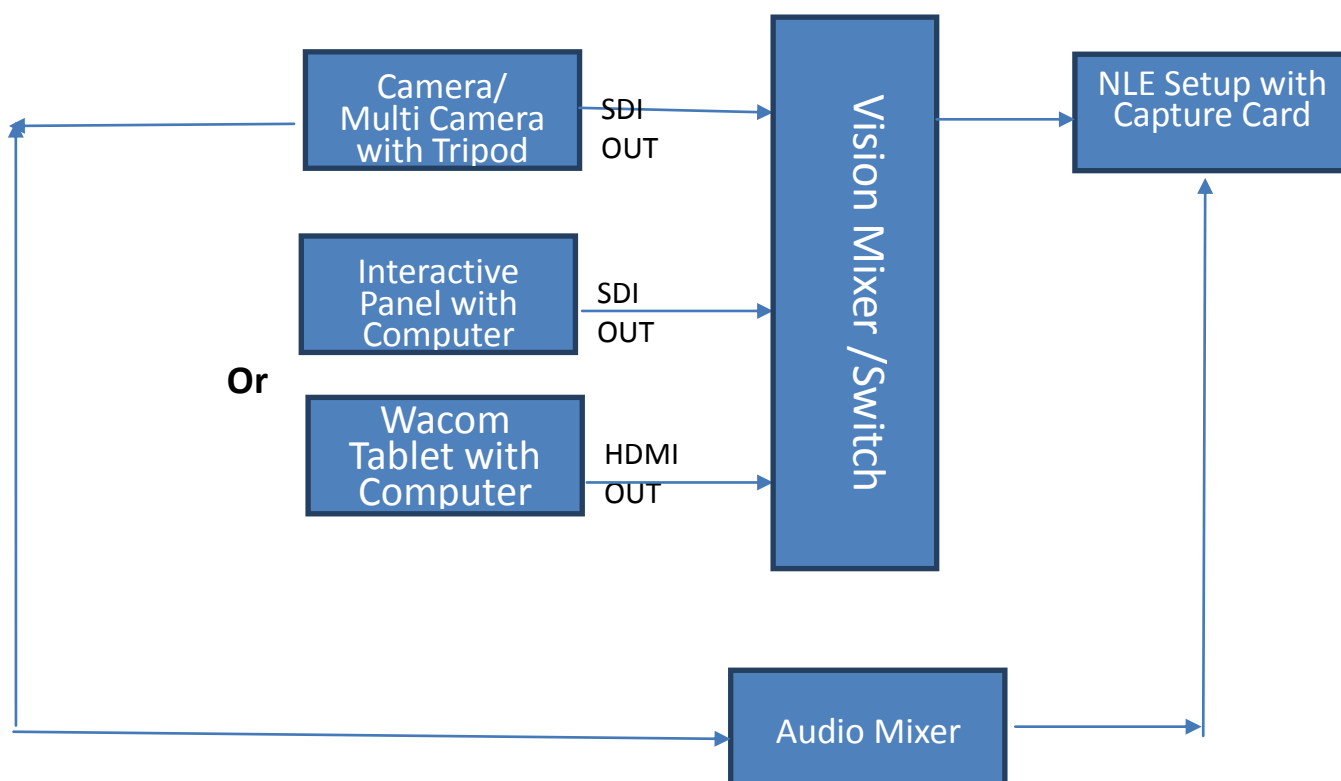 Camera/
Multi Camera
with Tripod
SDI
OUT
Interactive
Panel with
Computer
SDI
OUT
Or
Wacom
Tablet with
Computer
HDMI
OUT
Vision Mixer /Switch
NLE Setup with
Capture Card
Audio Mixer